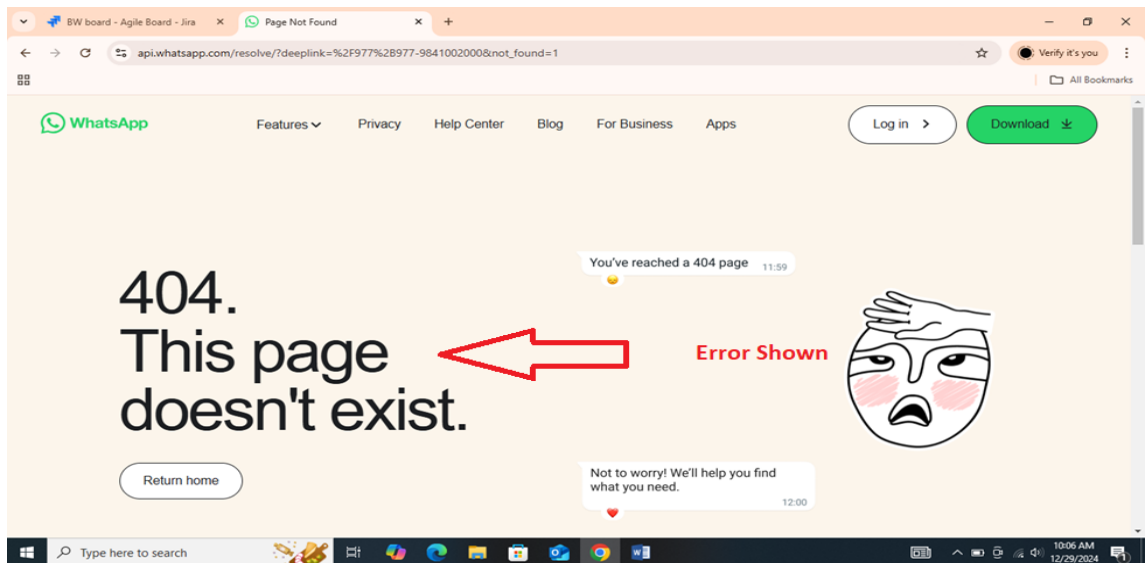 BW board - Agile Board - Jira
Page Not Found
api.whatsapp.com/resolve/?deeplink=%2F977%2B977-9841002000&not_found=1
Verify it's you
All Bookmarks
WhatsApp
Features
Privacy
Help Center
Blog
For Business
Apps
Log in
Download
You've reached a 404 page 11:59
404.
This page
doesn't exist.
Error Shown
Return home
Not to worry! We'll help you find
what you need.
12:00
Type here to search
10:06 AM
12/29/2024
1